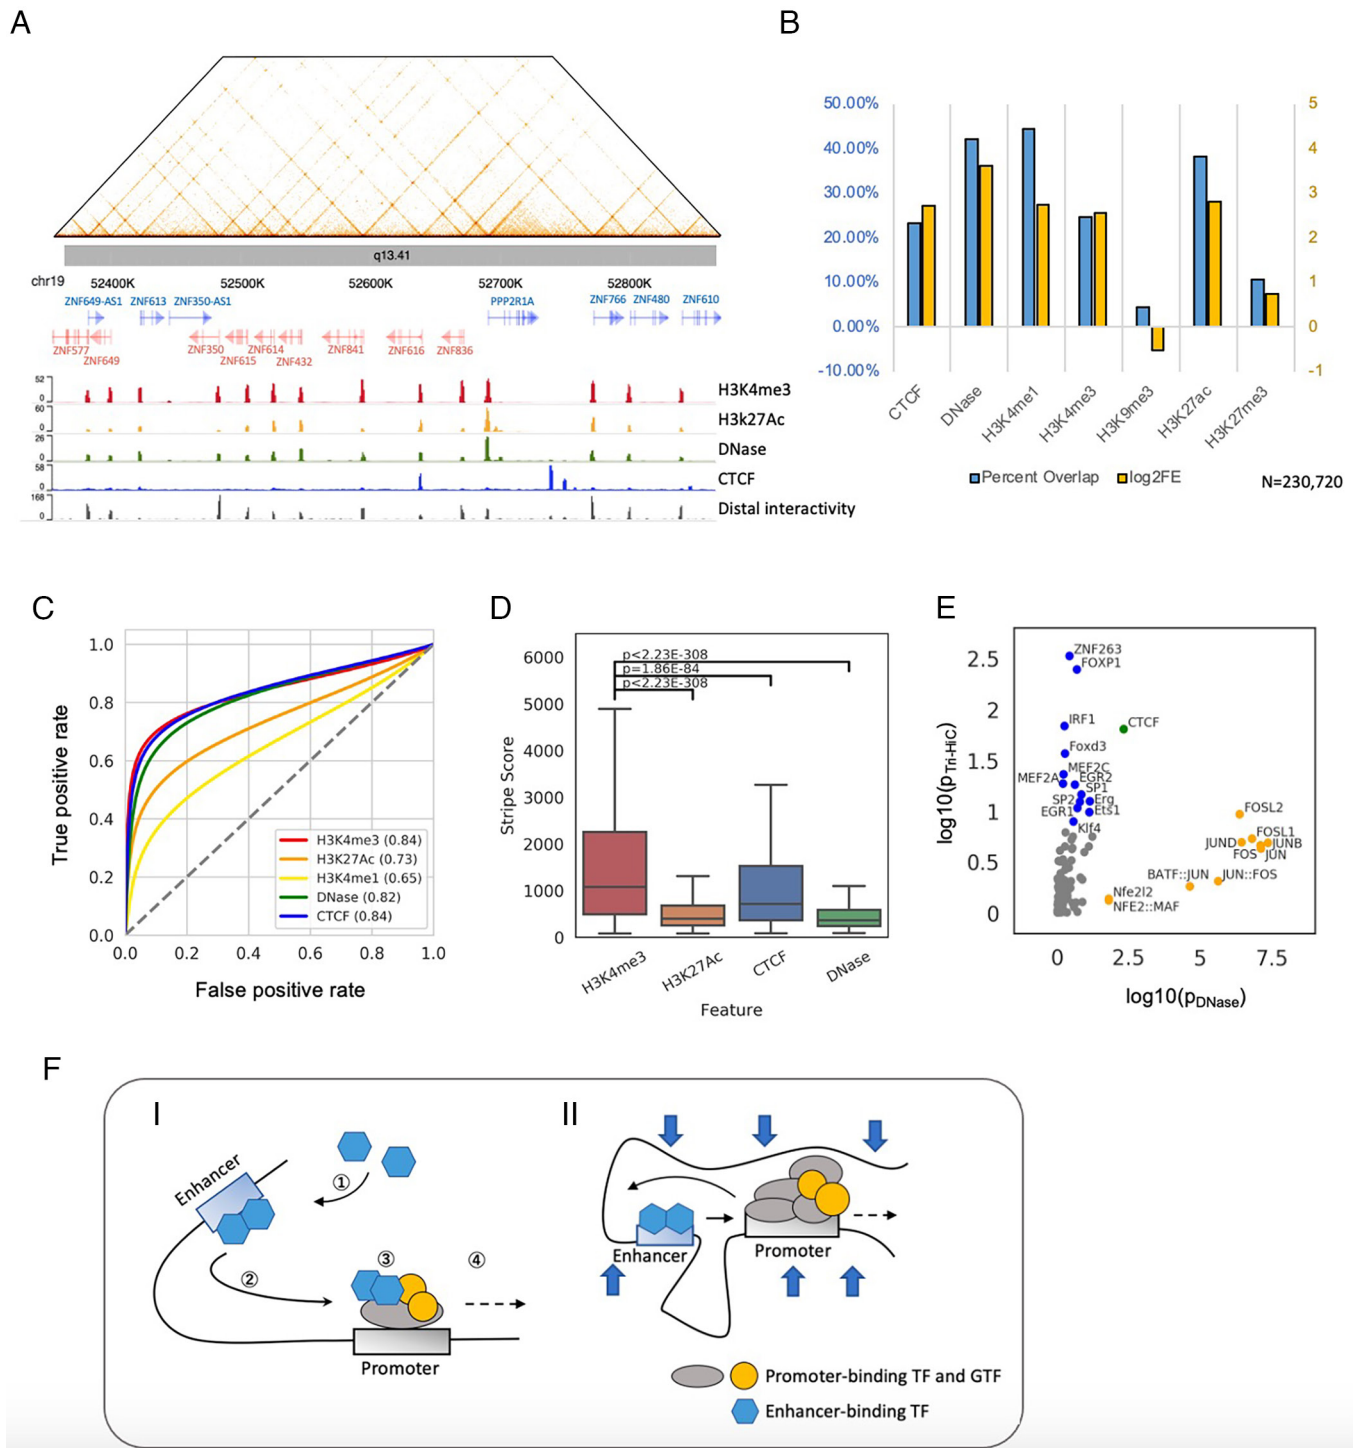 A
q13.41
chr19 52400K 52500K 52600K 52700K 52800K
ZNF649-AS1 ZNF613 ZNF350-AS1 PPP2R1A ZNF766 ZNF480 ZNF610
ZNF577 ZNF350 ZNF614 ZNF841 ZNF616 ZNF836
ZNF649 ZNF615 ZNF432
52
0
H3K4me3
60
0
H3k27Ac
26
0
DNase
58
0
CTCF
168
0
Distal interactivity
B
50.00% 5
40.00% 4
30.00% 3
20.00% 2
10.00% 1
0.00% 0
-10.00% -1
CTCF DNase H3K4me1 H3K4me3 H3K9me3 H3K27ac H3K27me3
Percent Overlap log2FE
N=230,720
C
True positive rate
1.0
0.8
0.6
0.4
0.2
0.0
H3K4me3 (0.84)
H3K27Ac (0.73)
H3K4me1 (0.65)
DNase (0.82)
CTCF (0.84)
0.0 0.2 0.4 0.6 0.8 1.0
False positive rate
D
Stripe Score
6000
5000
4000
3000
2000
1000
0
p<2.23E-308
p=1.86E-84
p<2.23E-308
H3K4me3 H3K27Ac CTCF DNase
Feature
E
log10(pTri-HiC)
2.5
2
1.5
1
0.5
0
ZNF263
FOXP1
IRF1
CTCF
Foxd3
MEF2C
MEF2A EGR2
SP1
SP2 Erg
EGR1 Ets1
Klf4
FOSL2
FOSL1
JUND JUNB
FOS JUN
BATF::JUN JUN::FOS
Nfe2l2
NFE2::MAF
0 2.5 5 7.5
log10(pDNase)
F
I
Enhancer
①
②
③
④
Promoter
II
Enhancer
Promoter
Promoter-binding TF and GTF
Enhancer-binding TF